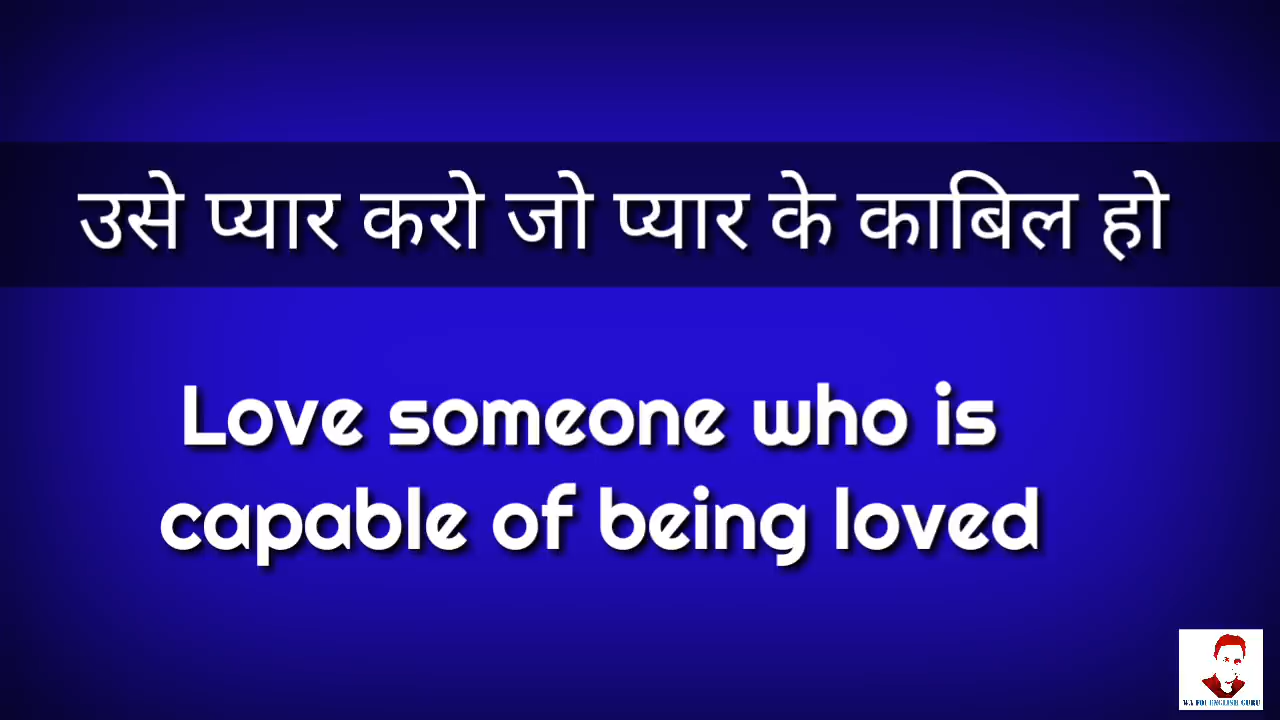 उसे प्यार करो जो प्यार के काबिल हो
Love someone who is
capable of being loved